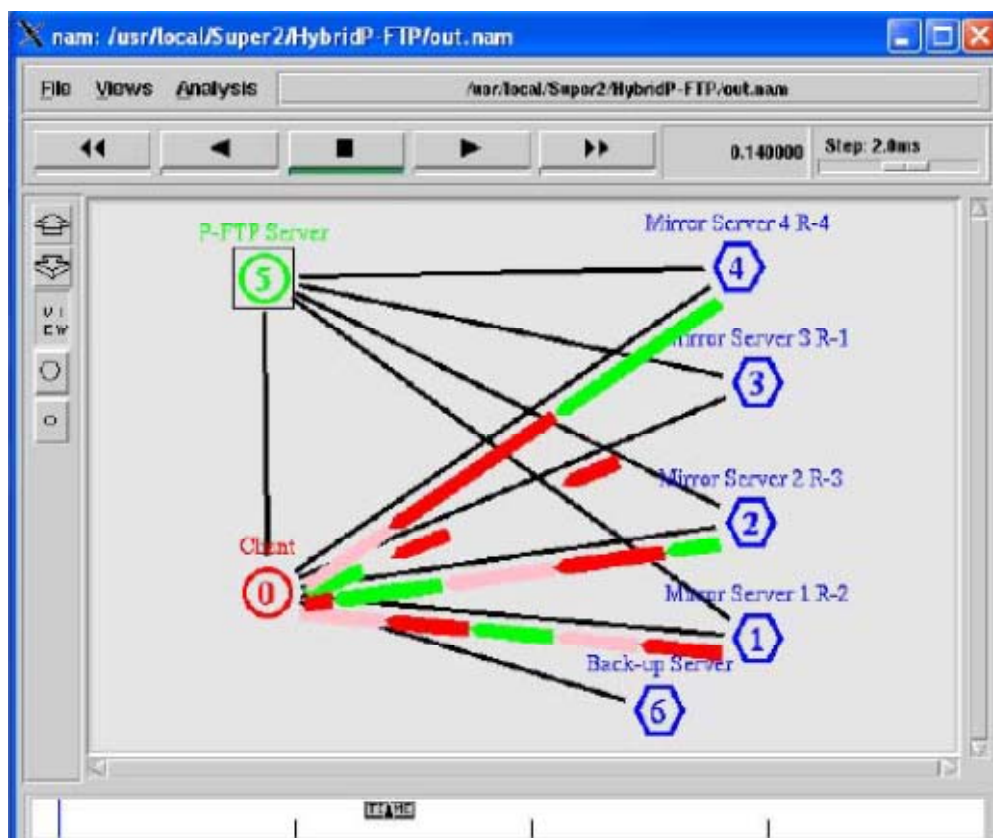 nam: /usr/local/Super2/HybridP-FTP/out.nam
File Views Analysis /usr/local/Super2/HybridP-FTP/out.nam
0.140000 Step: 2.0ms
P-FTP Server
Mirror Server 4 R-4
5
4
Mirror Server 3 R-1
3
VIEW
Mirror Server 2 R-3
2
Client
0
Mirror Server 1 R-2
1
Back-up Server
6
TIME